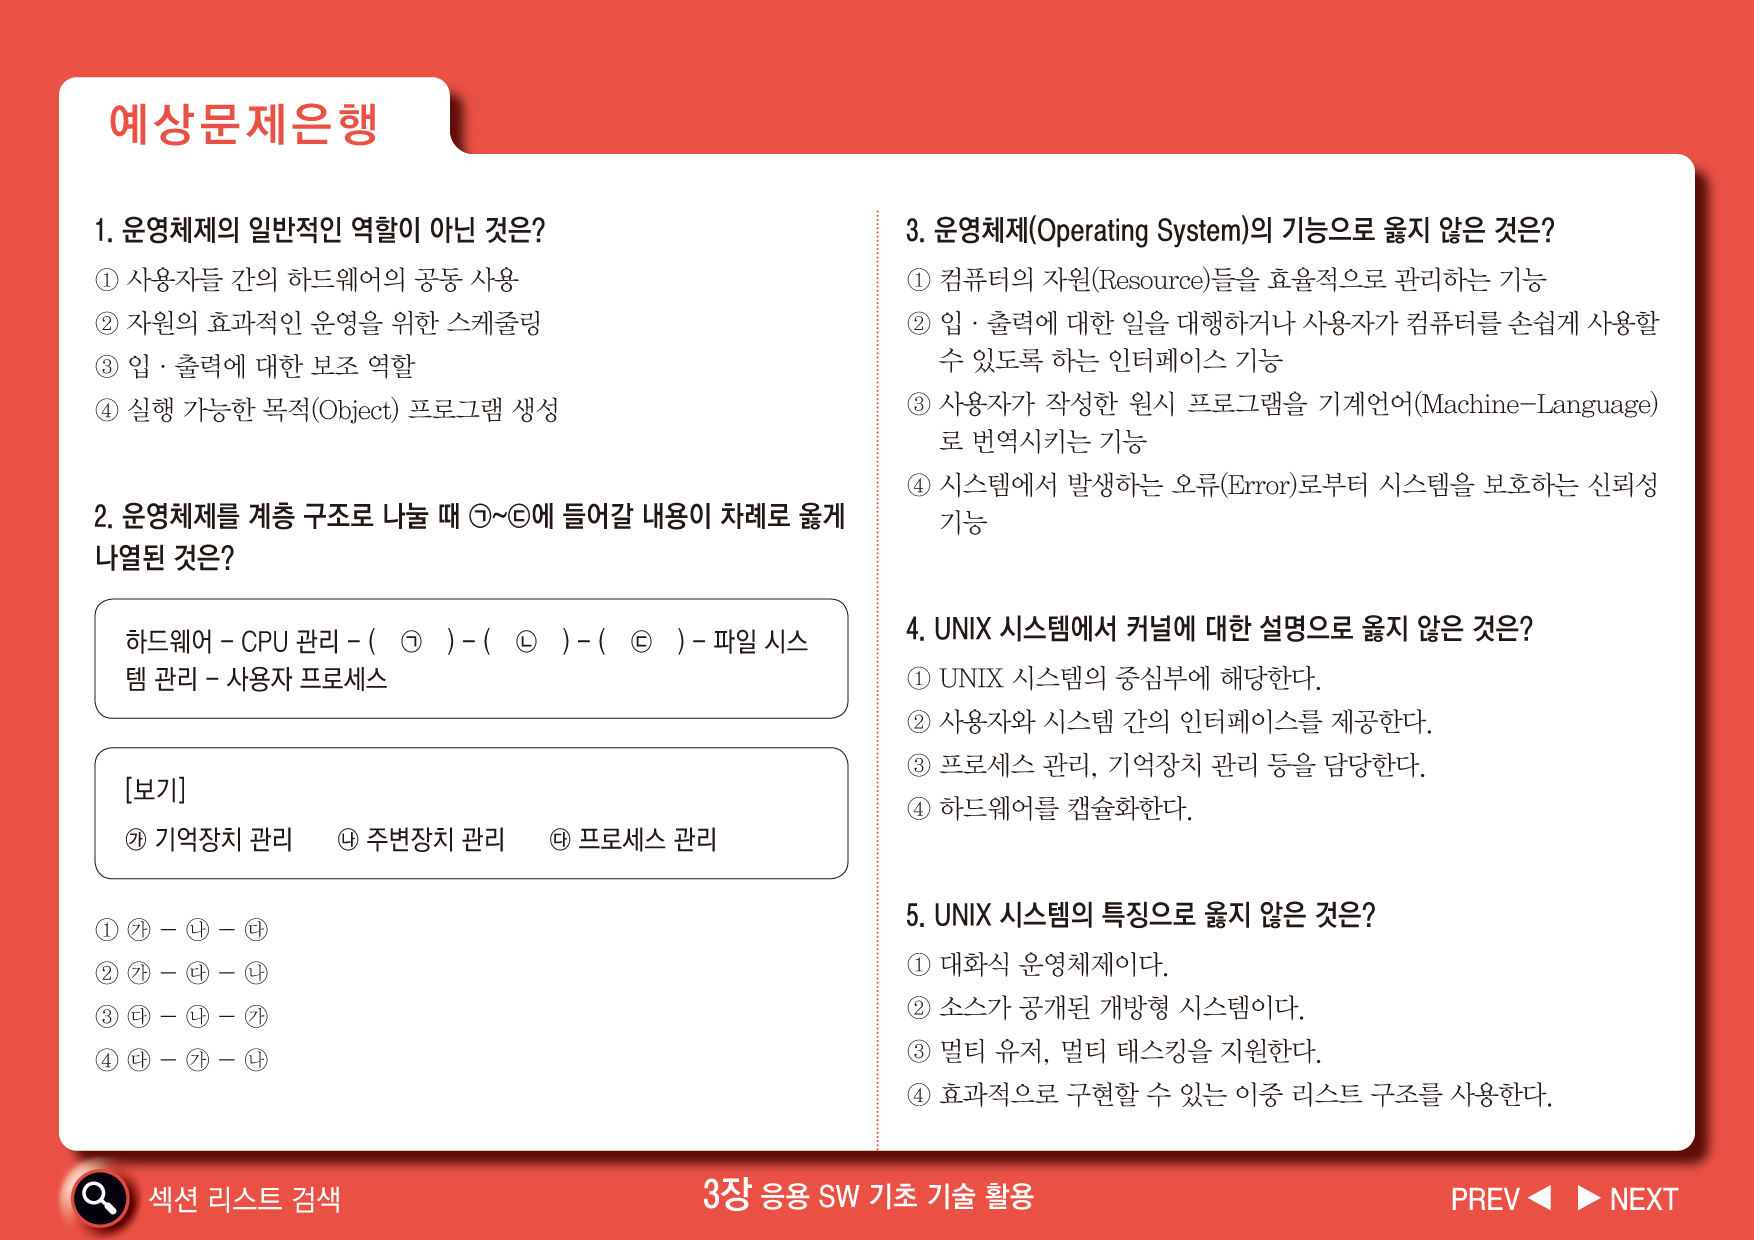 예상문제은행
1. 운영체제의 일반적인 역할이 아닌 것은?
① 사용자들 간의 하드웨어의 공동 사용
② 자원의 효과적인 운영을 위한 스케줄링
③ 입 · 출력에 대한 보조 역할
④ 실행 가능한 목적(Object) 프로그램 생성
2. 운영체제를 계층 구조로 나눌 때 ㉠~㉢에 들어갈 내용이 차례로 옳게
나열된 것은?
하드웨어 – CPU 관리 – ( ㉠ ) – ( ㉡ ) – ( ㉢ ) – 파일 시스
템 관리 – 사용자 프로세스
[보기]
㉮ 기억장치 관리 ㉯ 주변장치 관리 ㉰ 프로세스 관리
① ㉮ – ㉯ – ㉰
② ㉮ – ㉰ – ㉯
③ ㉰ – ㉯ – ㉮
④ ㉰ – ㉮ – ㉯
3. 운영체제(Operating System)의 기능으로 옳지 않은 것은?
① 컴퓨터의 자원(Resource)들을 효율적으로 관리하는 기능
② 입 · 출력에 대한 일을 대행하거나 사용자가 컴퓨터를 손쉽게 사용할
수 있도록 하는 인터페이스 기능
③ 사용자가 작성한 원시 프로그램을 기계언어(Machine–Language)
로 번역시키는 기능
④ 시스템에서 발생하는 오류(Error)로부터 시스템을 보호하는 신뢰성
기능
4. UNIX 시스템에서 커널에 대한 설명으로 옳지 않은 것은?
① UNIX 시스템의 중심부에 해당한다.
② 사용자와 시스템 간의 인터페이스를 제공한다.
③ 프로세스 관리, 기억장치 관리 등을 담당한다.
④ 하드웨어를 캡슐화한다.
5. UNIX 시스템의 특징으로 옳지 않은 것은?
① 대화식 운영체제이다.
② 소스가 공개된 개방형 시스템이다.
③ 멀티 유저, 멀티 태스킹을 지원한다.
④ 효과적으로 구현할 수 있는 이중 리스트 구조를 사용한다.
섹션 리스트 검색
3장 응용 SW 기초 기술 활용
PREV ◀ ▶ NEXT